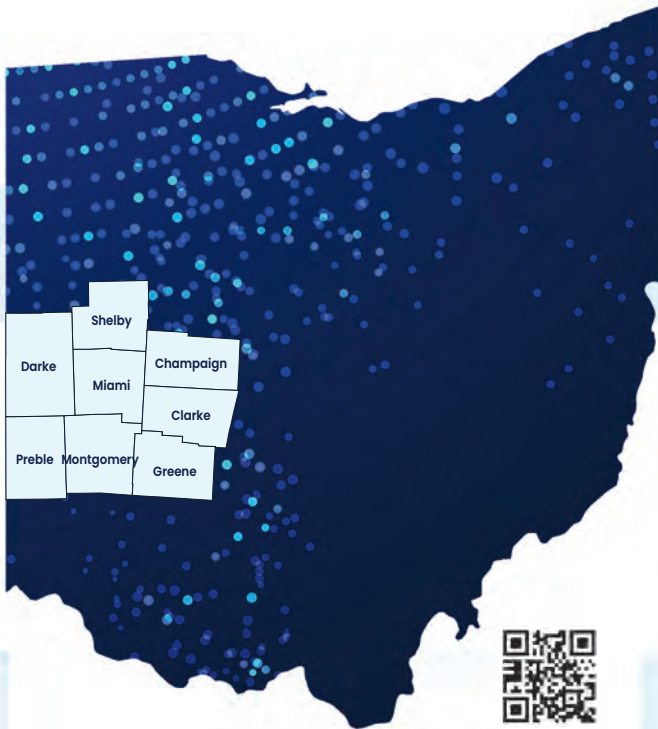 Shelby
Darke
Champaign
Miami
Clarke
Preble
Montgomery
Greene